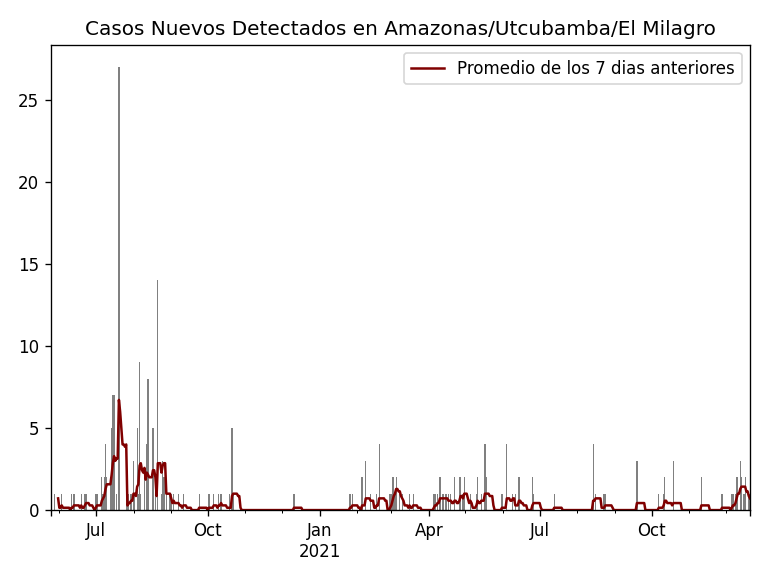 Casos Nuevos Detectados en Amazonas/Utcubamba/El Milagro
Promedio de los 7 dias anteriores
25
20
15
10
5
0
Jul Oct Jan Apr Jul Oct
2021